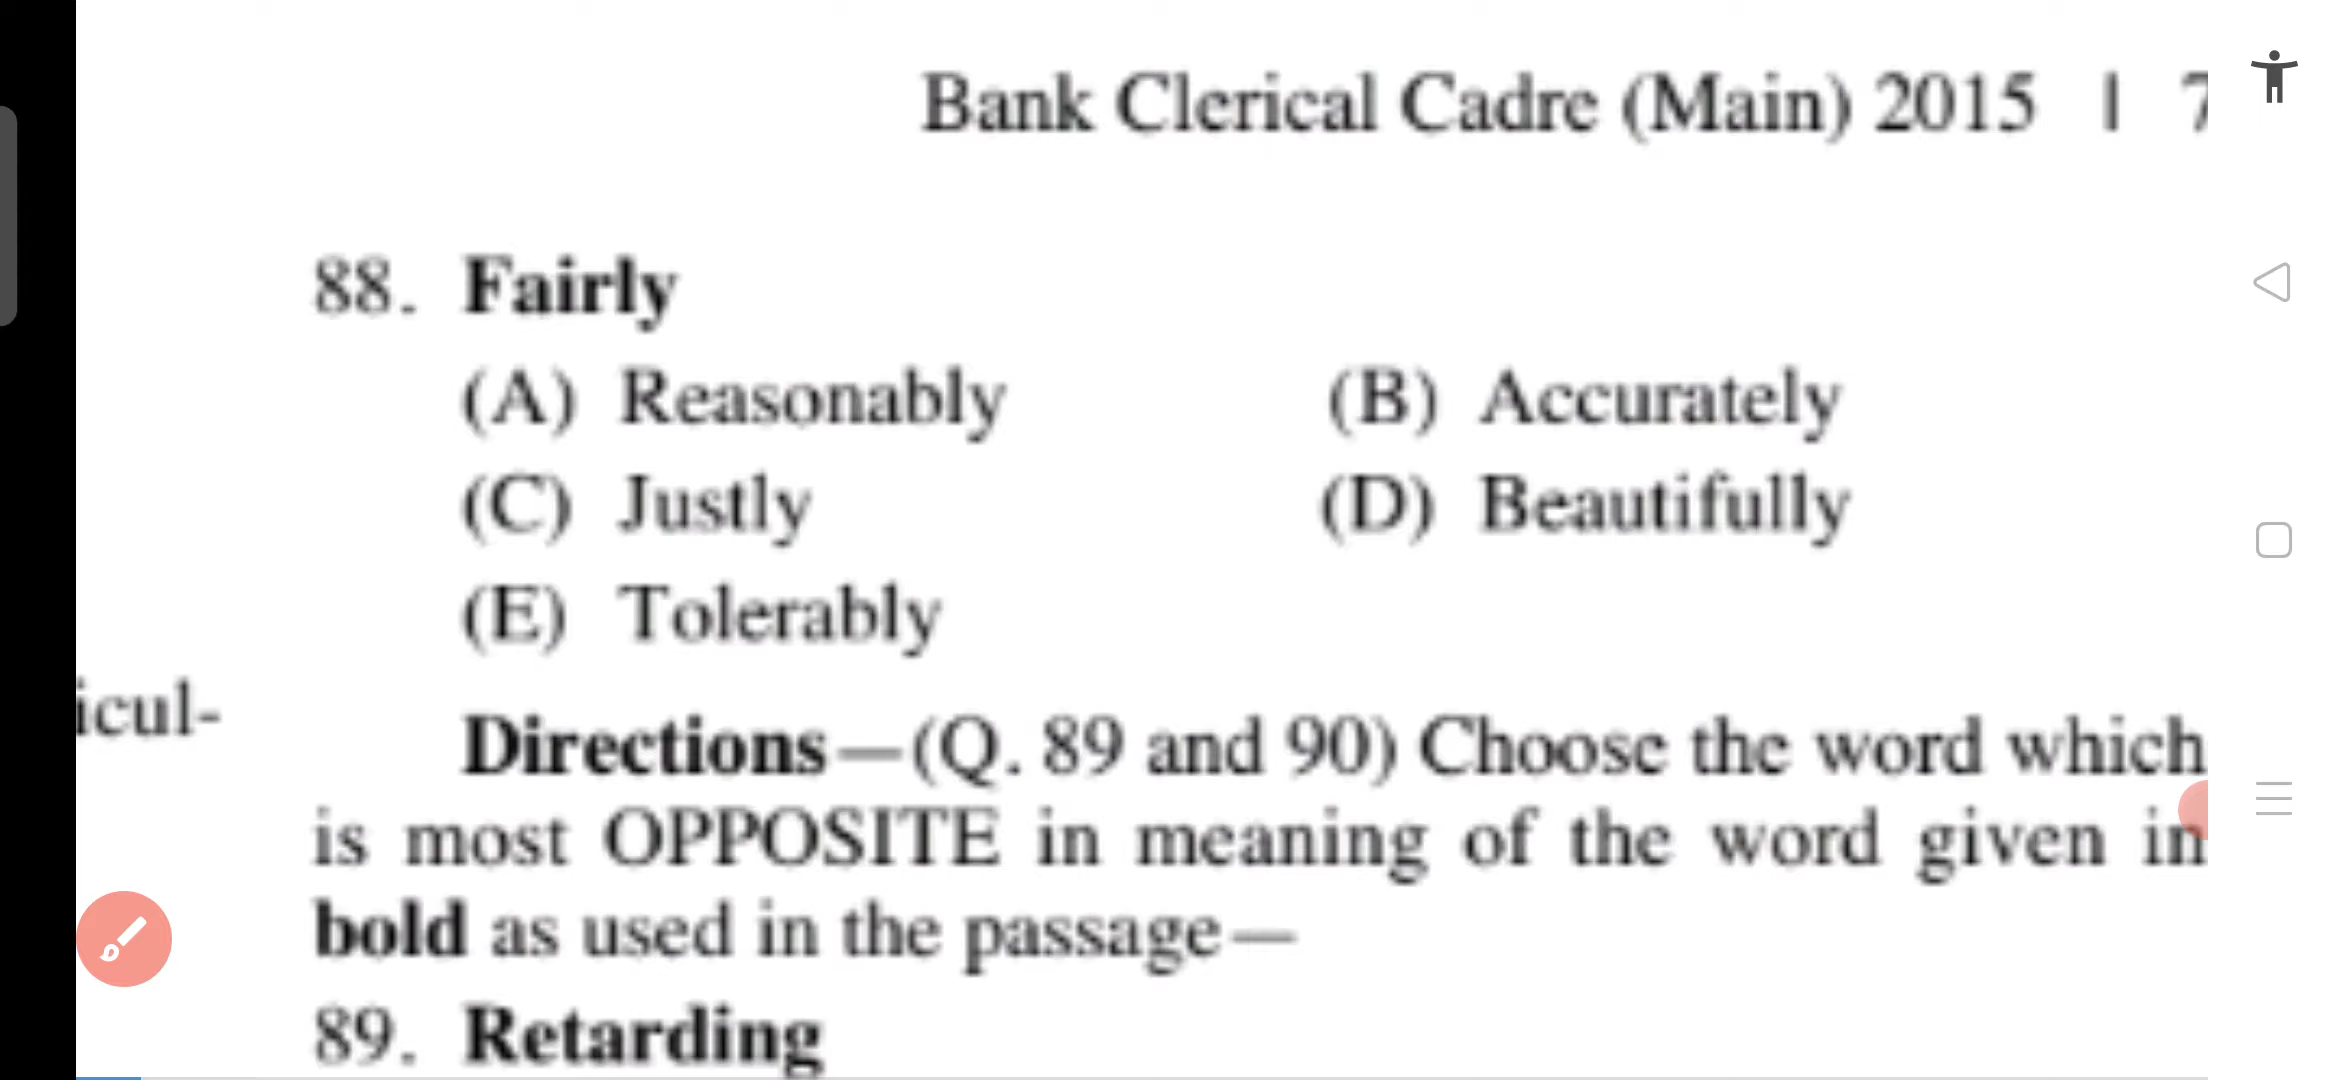 Bank Clerical Cadre (Main) 2015 | 7
88. Fairly
(A) Reasonably (B) Accurately
(C) Justly (D) Beautifully
(E) Tolerably
icul-
Directions—(Q. 89 and 90) Choose the word which
is most OPPOSITE in meaning of the word given in
bold as used in the passage—
89. Retarding